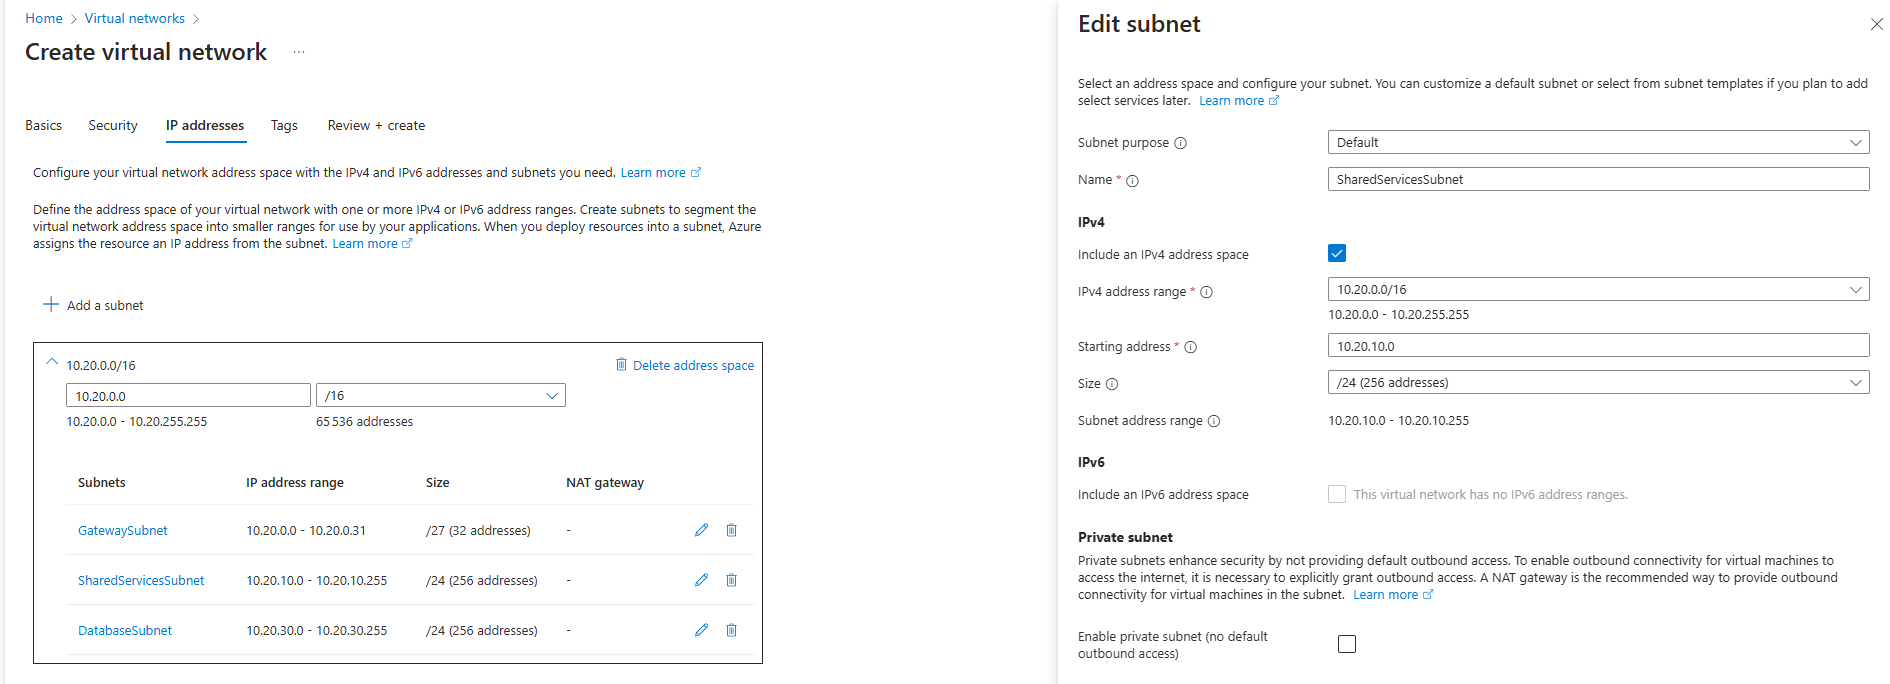 Home > Virtual networks >
Create virtual network ...
Basics Security IP addresses Tags Review + create
Configure your virtual network address space with the IPv4 and IPv6 addresses and subnets you need. Learn more
Define the address space of your virtual network with one or more IPv4 or IPv6 address ranges. Create subnets to segment the
virtual network address space into smaller ranges for use by your applications. When you deploy resources into a subnet, Azure
assigns the resource an IP address from the subnet. Learn more
+ Add a subnet
10.20.0.0/16 Delete address space
10.20.0.0 /16
10.20.0.0 - 10.20.255.255 65 536 addresses
Subnets IP address range Size NAT gateway
GatewaySubnet 10.20.0.0 - 10.20.0.31 /27 (32 addresses) -
SharedServicesSubnet 10.20.10.0 - 10.20.10.255 /24 (256 addresses) -
DatabaseSubnet 10.20.30.0 - 10.20.30.255 /24 (256 addresses) -
Edit subnet
Select an address space and configure your subnet. You can customize a default subnet or select from subnet templates if you plan to add
select services later. Learn more
Subnet purpose Default
Name * SharedServicesSubnet
IPv4
Include an IPv4 address space
IPv4 address range * 10.20.0.0/16
10.20.0.0 - 10.20.255.255
Starting address * 10.20.10.0
Size /24 (256 addresses)
Subnet address range 10.20.10.0 - 10.20.10.255
IPv6
Include an IPv6 address space This virtual network has no IPv6 address ranges.
Private subnet
Private subnets enhance security by not providing default outbound access. To enable outbound connectivity for virtual machines to
access the internet, it is necessary to explicitly grant outbound access. A NAT gateway is the recommended way to provide outbound
connectivity for virtual machines in the subnet. Learn more
Enable private subnet (no default
outbound access)